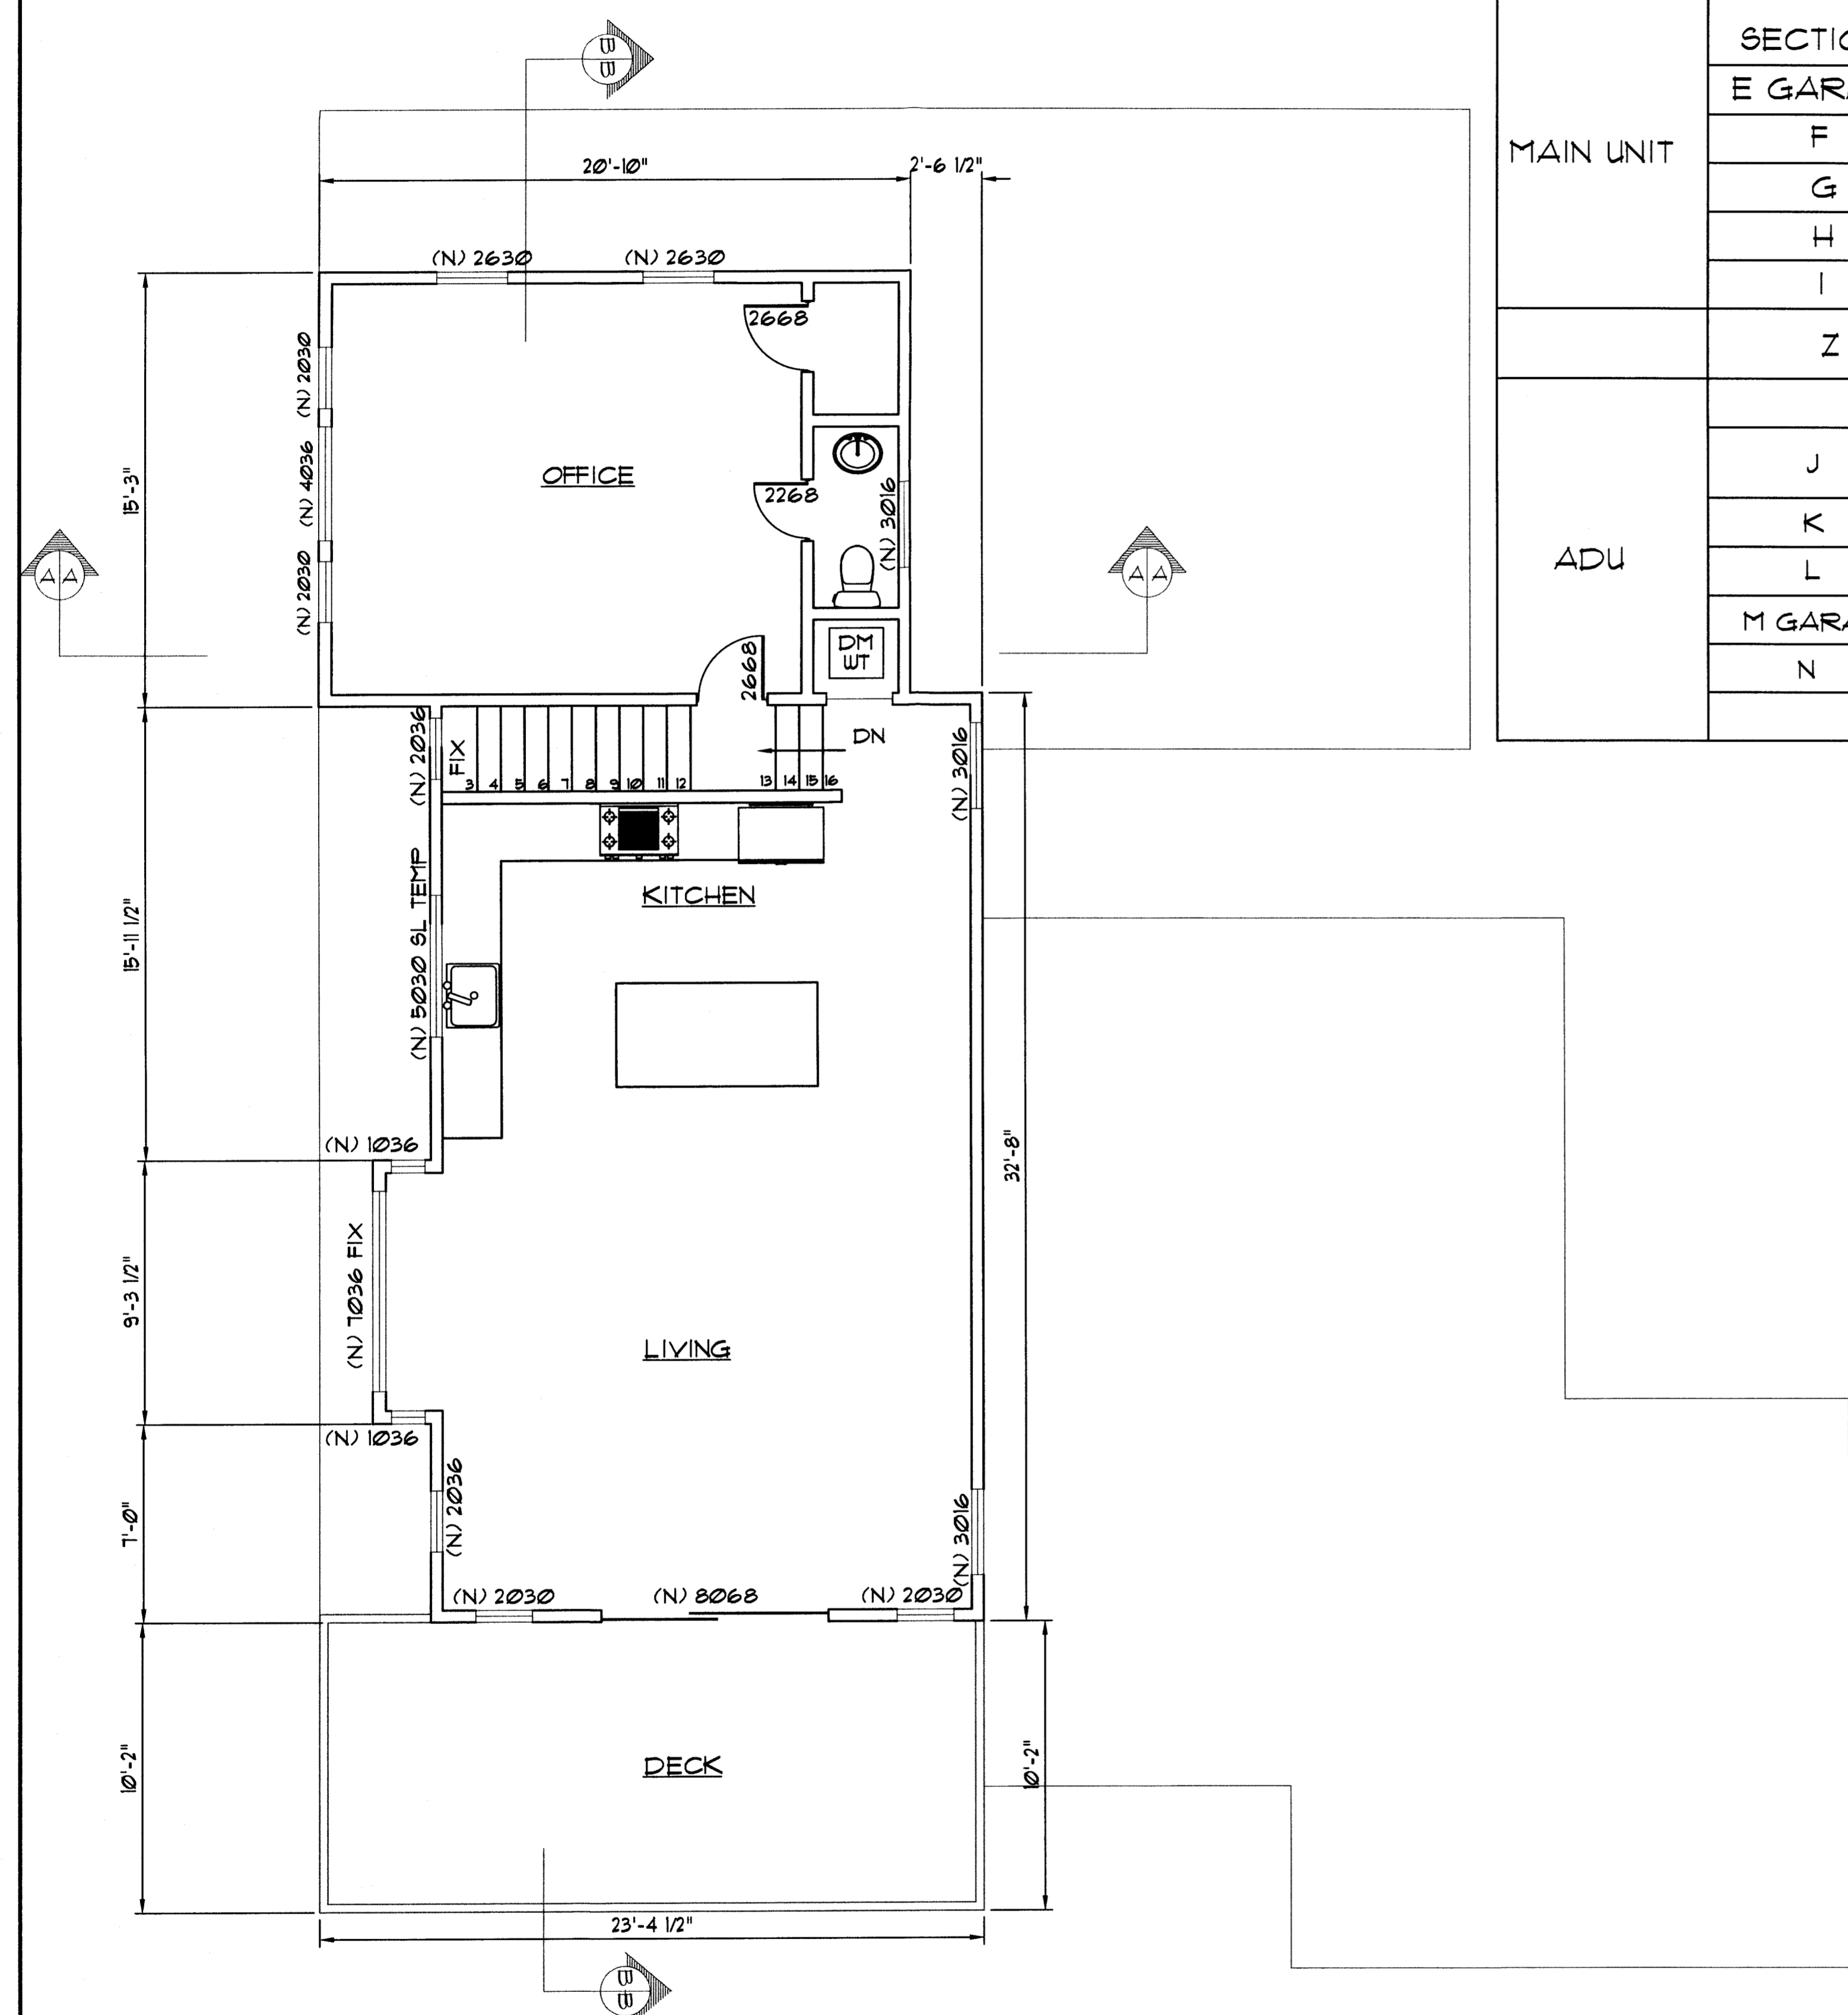 SECTIO
E GARA
MAIN UNIT
F
G
H
I
Z
J
K
ADU
L
M GARA
N
B B
20'-10"
2'-6 1/2"
(N) 2630
(N) 2630
2668
(N) 2030
15'-3"
(N) 4036
OFFICE
2268
(N) 3016
A A
A A
(N) 2030
2668
DM
WT
(N) 2036
FIX
3 4 5 6 7 8 9 10 11 12
13 14 15 16
DN
(N) 3016
15'-11 1/2"
(N) 5030 SL TEMP
KITCHEN
(N) 1036
32'-8"
9'-3 1/2"
(N) 7036 FIX
LIVING
(N) 1036
7'-0"
(N) 2036
(N) 3016
(N) 2030
(N) 8068
(N) 2030
10'-2"
DECK
10'-2"
23'-4 1/2"
B B